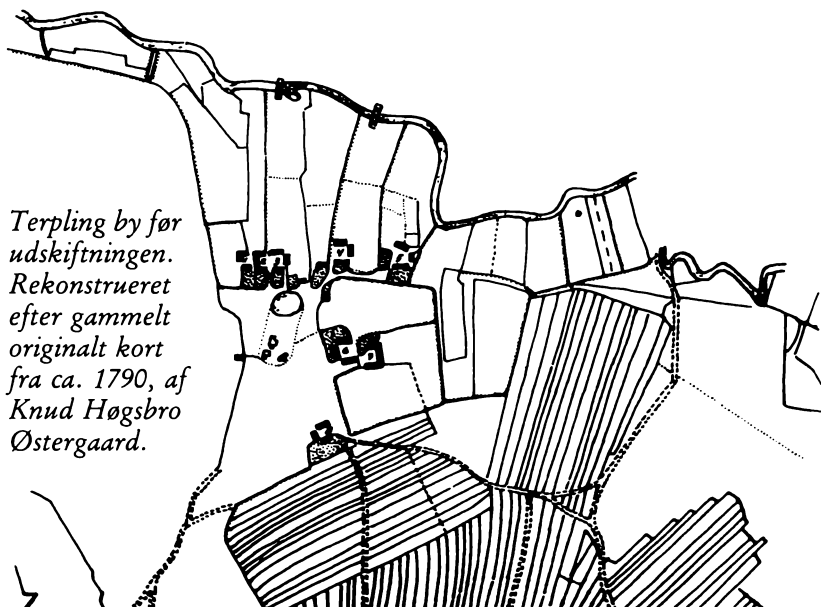 Terpling by før
udskiftningen.
Rekonstrueret
efter gammelt
originalt kort
fra ca. 1790, af
Knud Høgsbro
Østergaard.